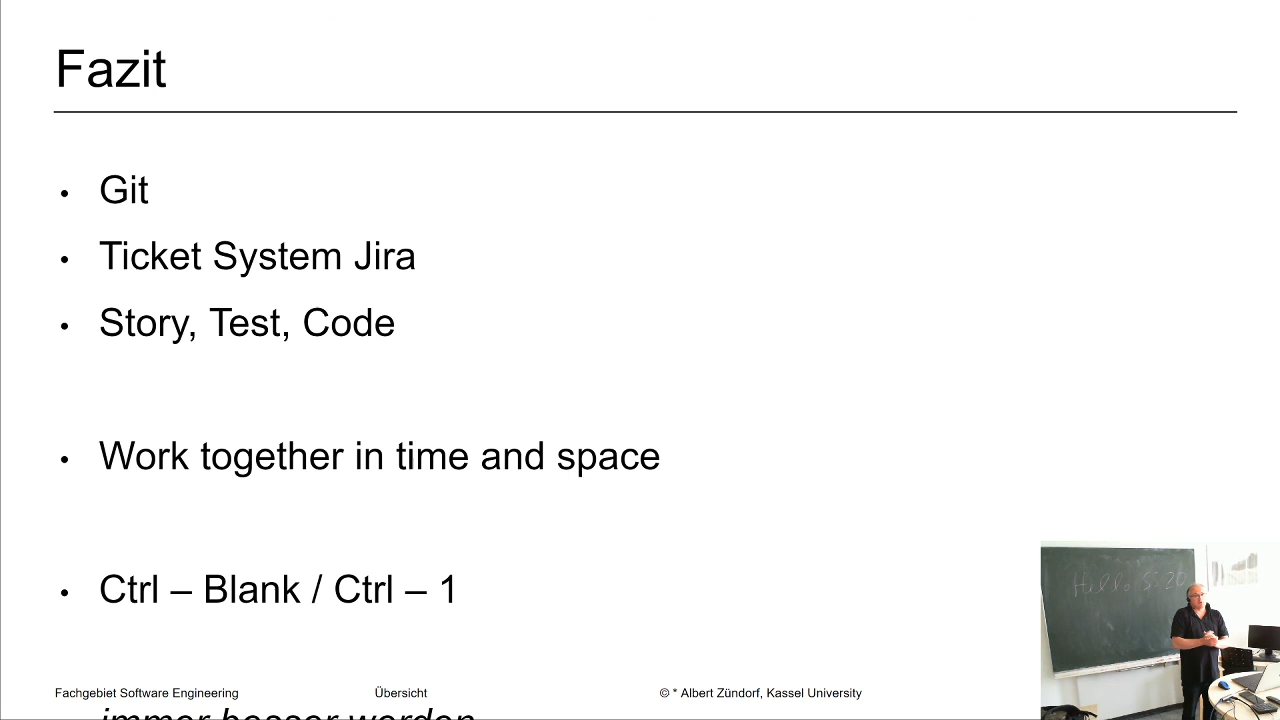 Fazit
• Git
• Ticket System Jira
• Story, Test, Code
• Work together in time and space
• Ctrl – Blank / Ctrl – 1
Fachgebiet Software Engineering
Übersicht
© * Albert Zündorf, Kassel University
immer besser werden
Hello